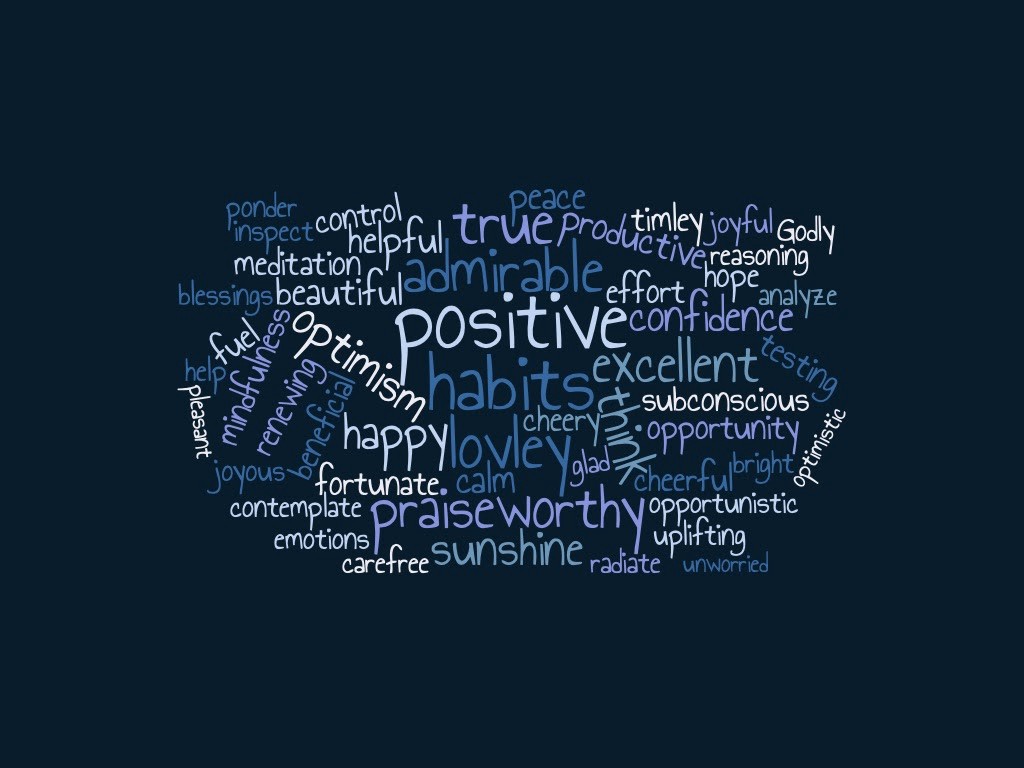 peace
ponder
control
true
productive
timley
joyful
Godly
inspect
helpful
meditation
admirable
reasoning
hope
blessings
beautiful
effort
analyze
positive
confidence
fuel
mindfulness
optimism
help
renewing
habits
excellent
testing
pleasant
beneficial
think
subconscious
happy
lovley
cheery
opportunity
optimistic
joyous
fortunate
calm
glad
cheerful
bright
contemplate
praiseworthy
opportunistic
emotions
sunshine
uplifting
carefree
radiate
unworried